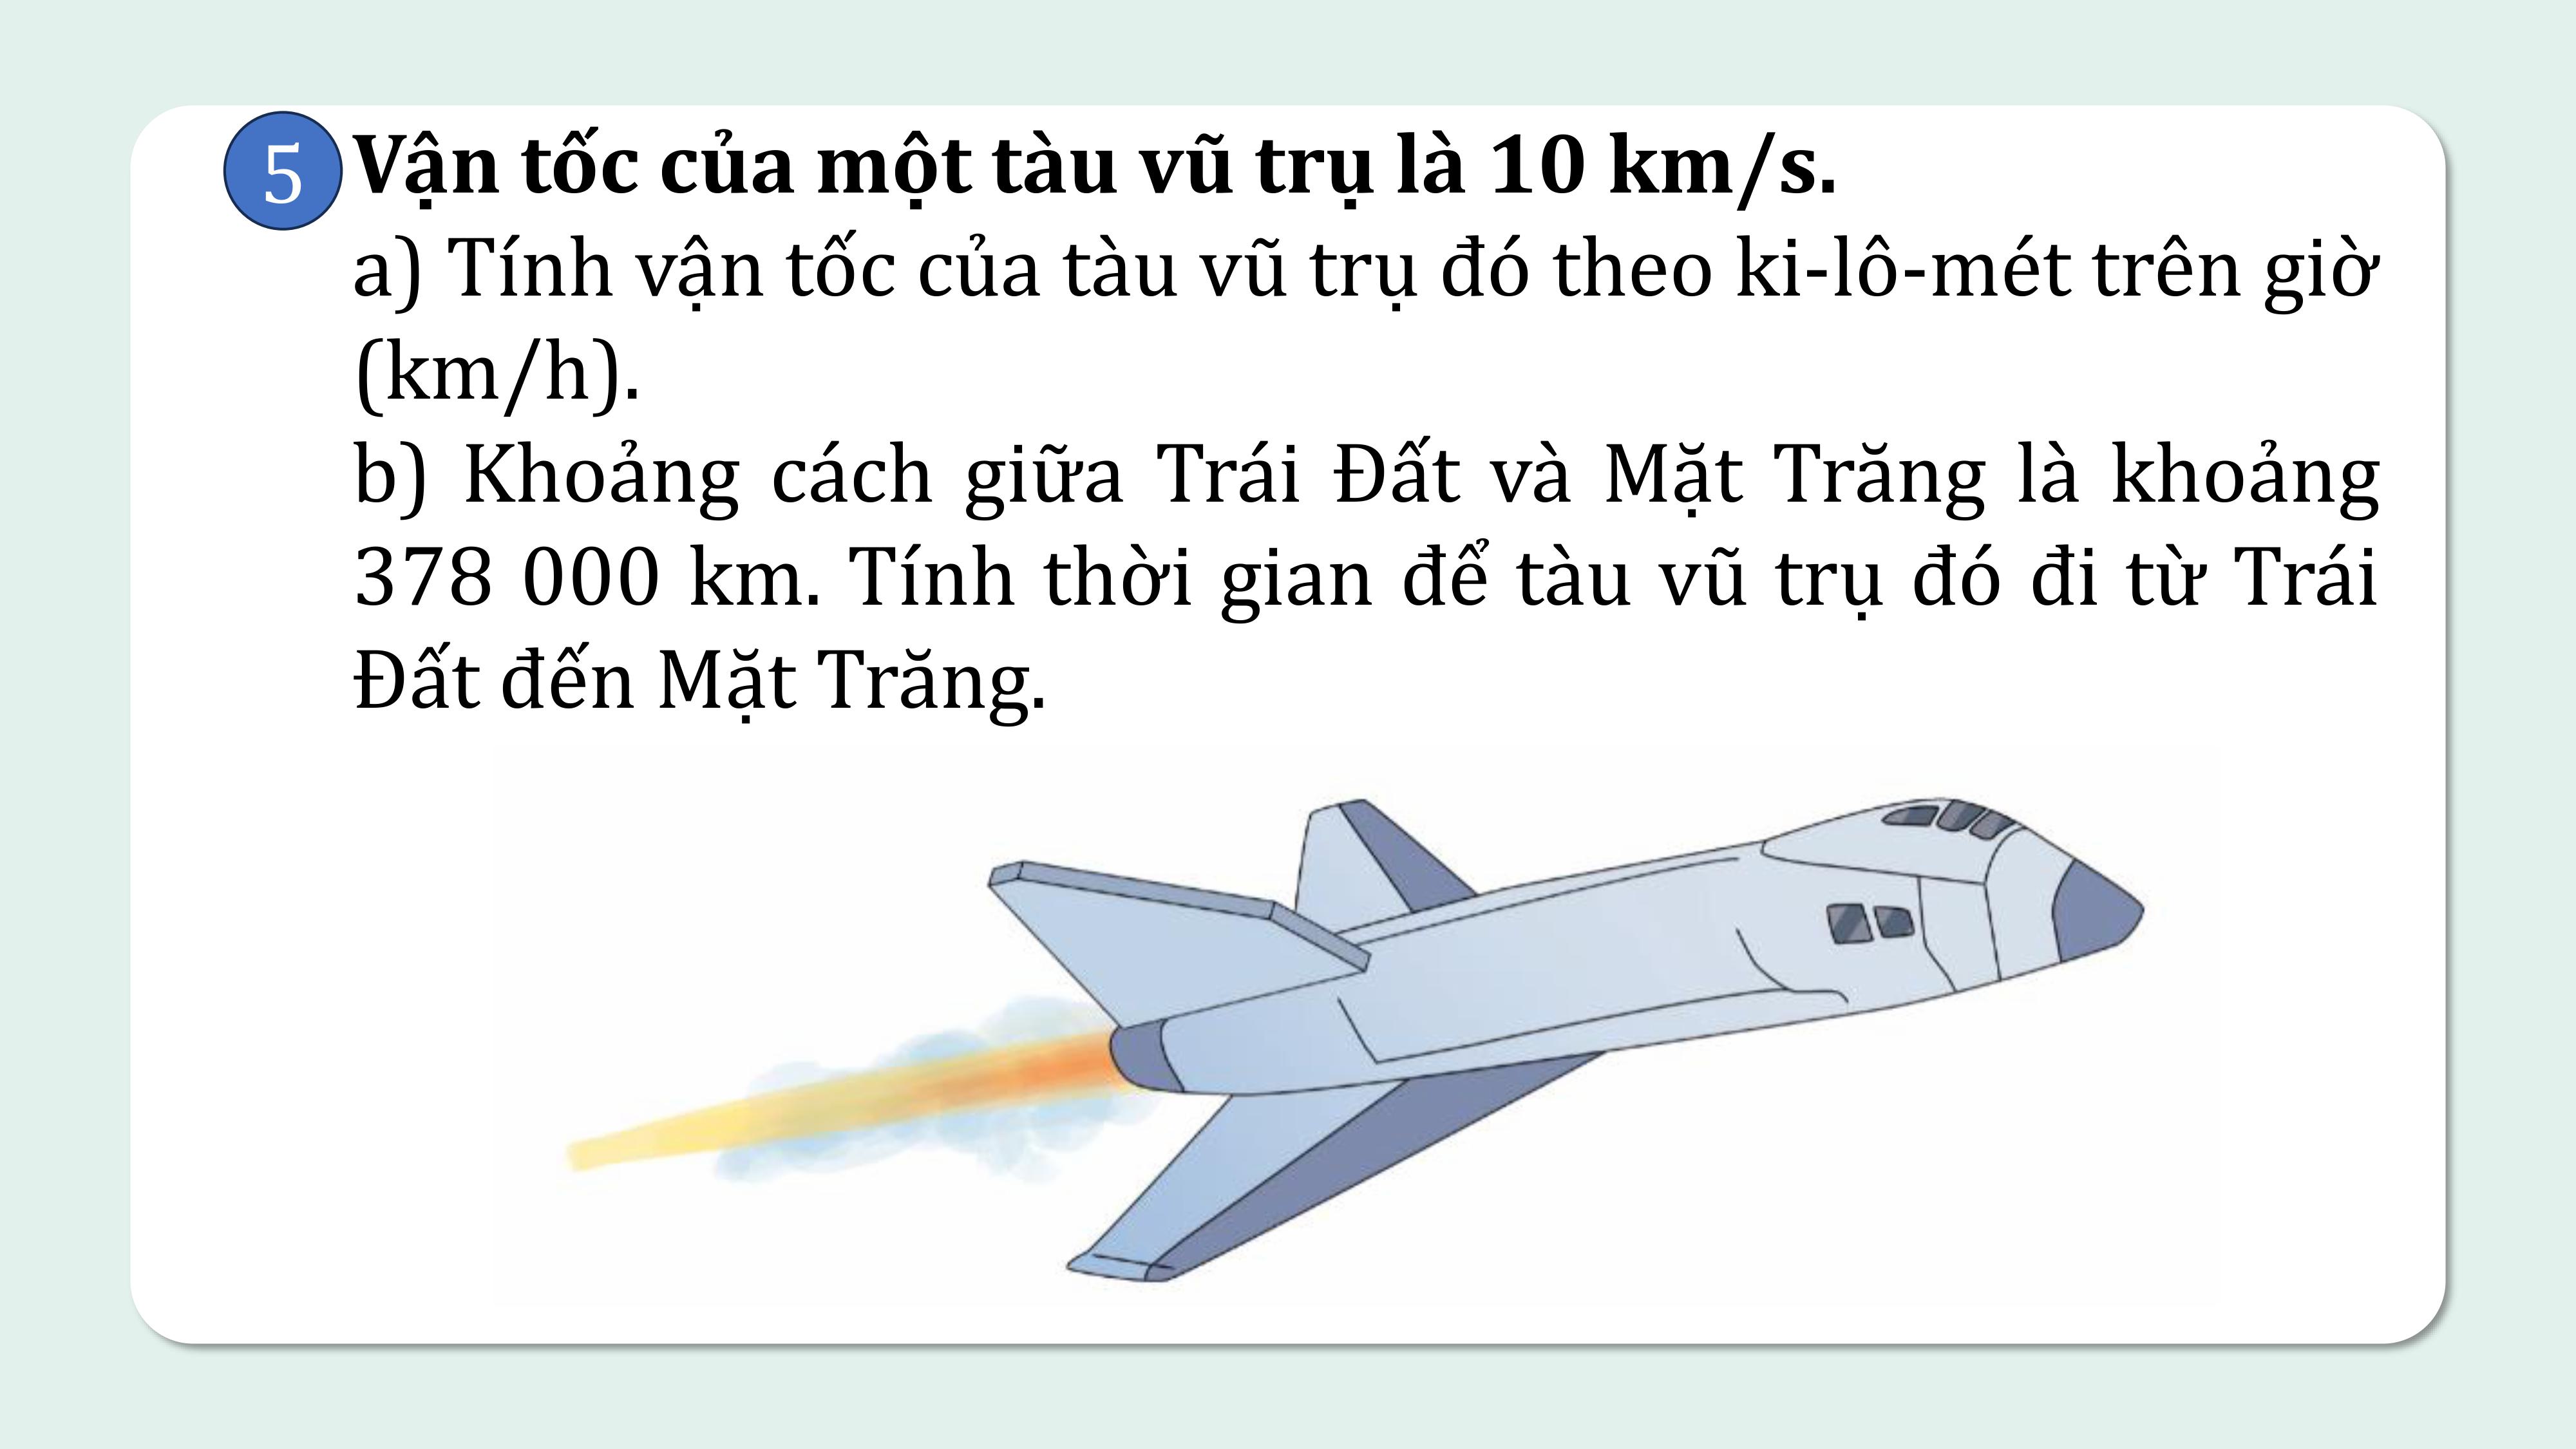 5 Vận tốc của một tàu vũ trụ là 10 km/s.
a) Tính vận tốc của tàu vũ trụ đó theo ki-lô-mét trên giờ
(km/h).
b) Khoảng cách giữa Trái Đất và Mặt Trăng là khoảng
378 000 km. Tính thời gian để tàu vũ trụ đó đi từ Trái
Đất đến Mặt Trăng.